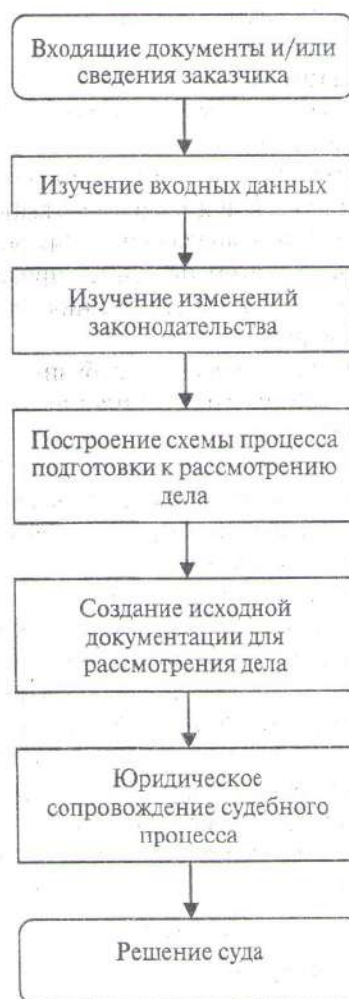 Входящие документы и/или
сведения заказчика
Изучение входных данных
Изучение изменений
законодательства
Построение схемы процесса
подготовки к рассмотрению
дела
Создание исходной
документации для
рассмотрения дела
Юридическое
сопровождение судебного
процесса
Решение суда